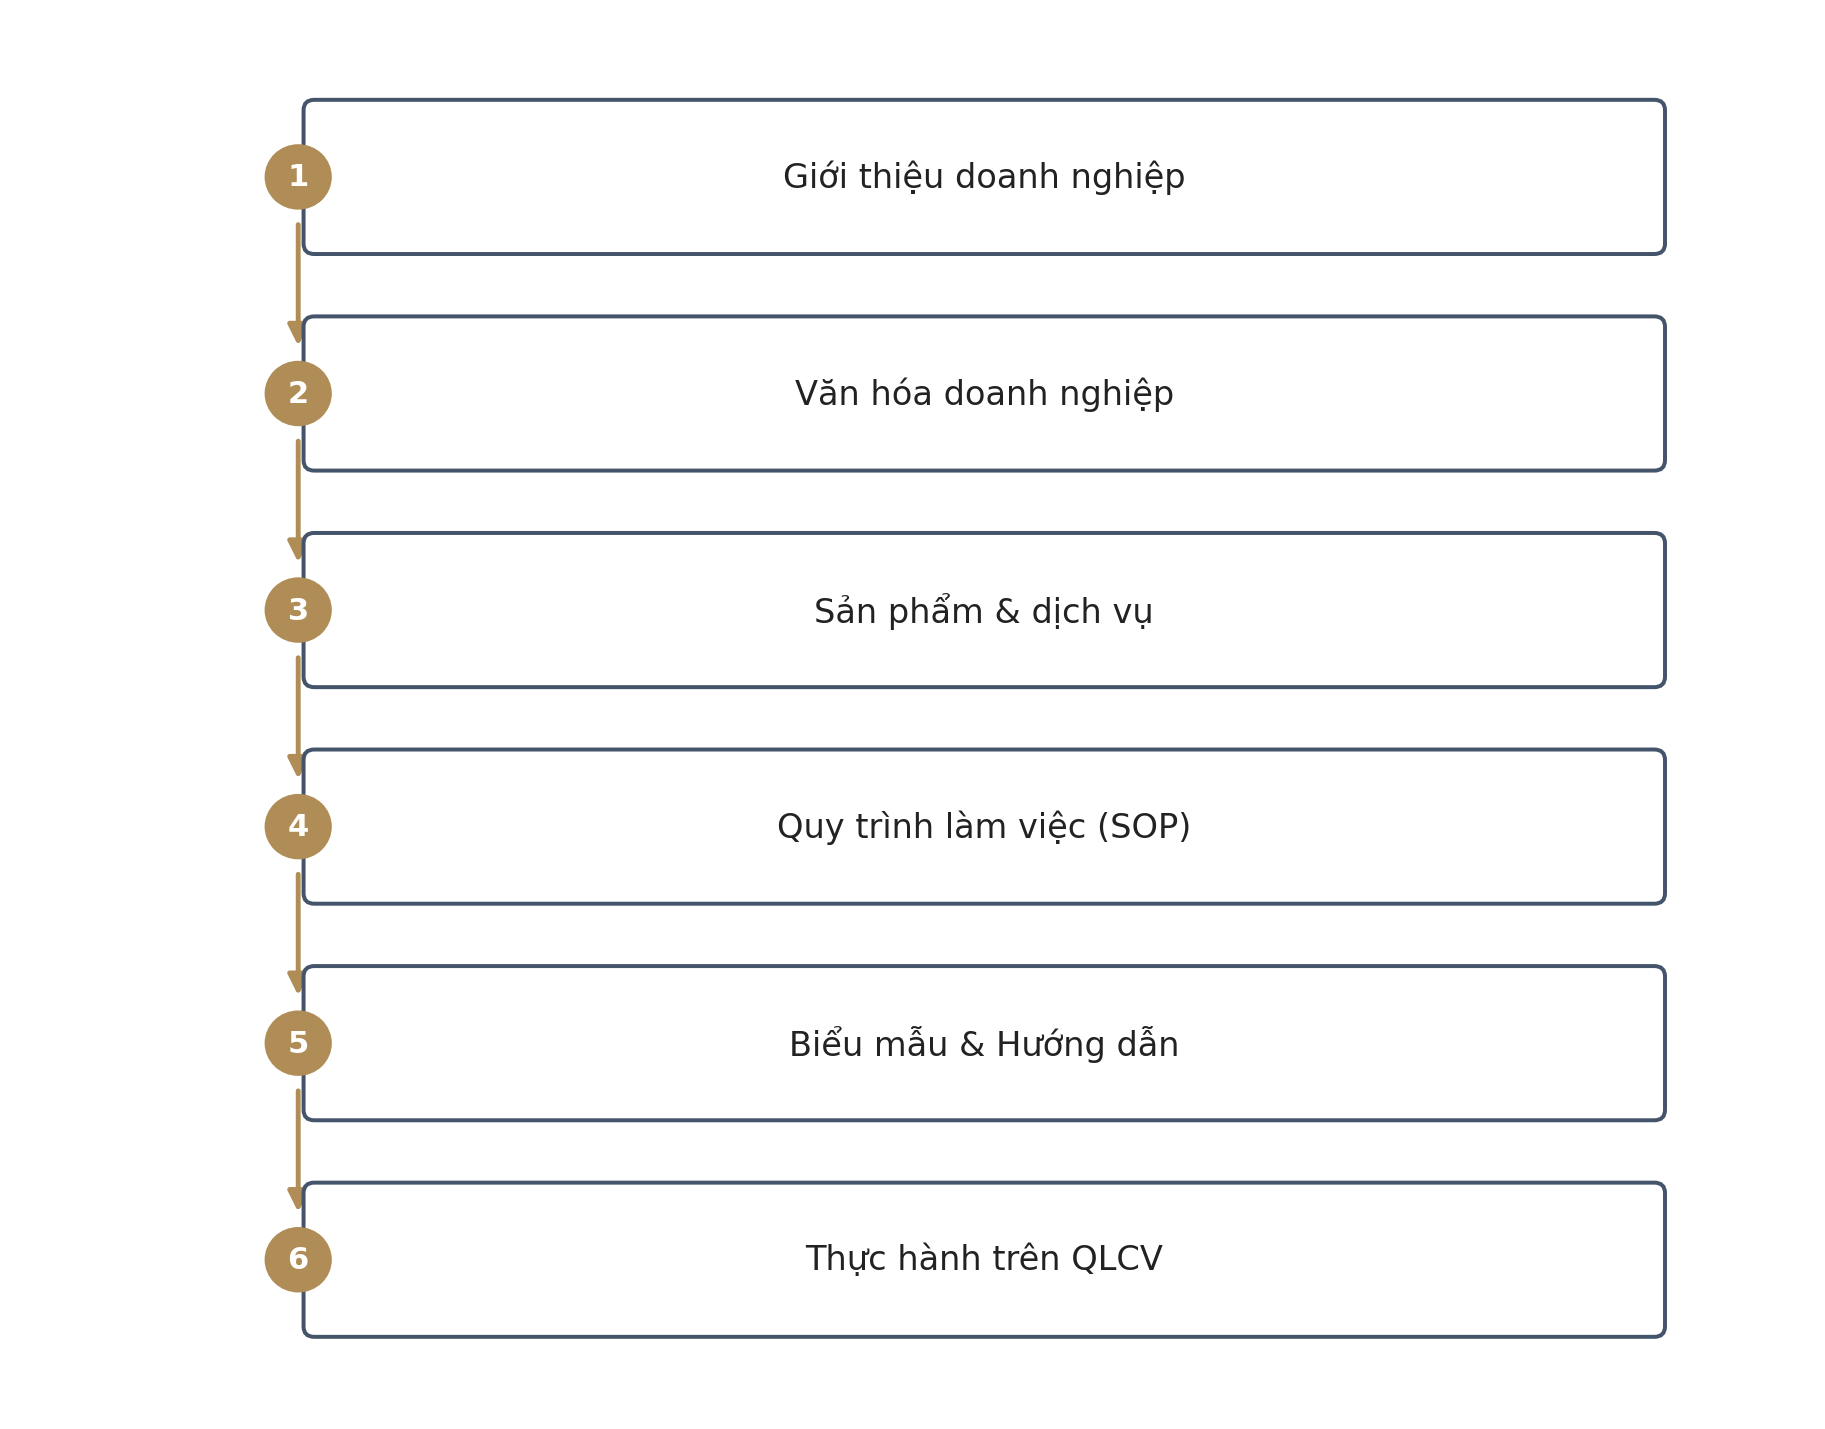 1
Giới thiệu doanh nghiệp
2
Văn hóa doanh nghiệp
3
Sản phẩm & dịch vụ
4
Quy trình làm việc (SOP)
5
Biểu mẫu & Hướng dẫn
6
Thực hành trên QLCV